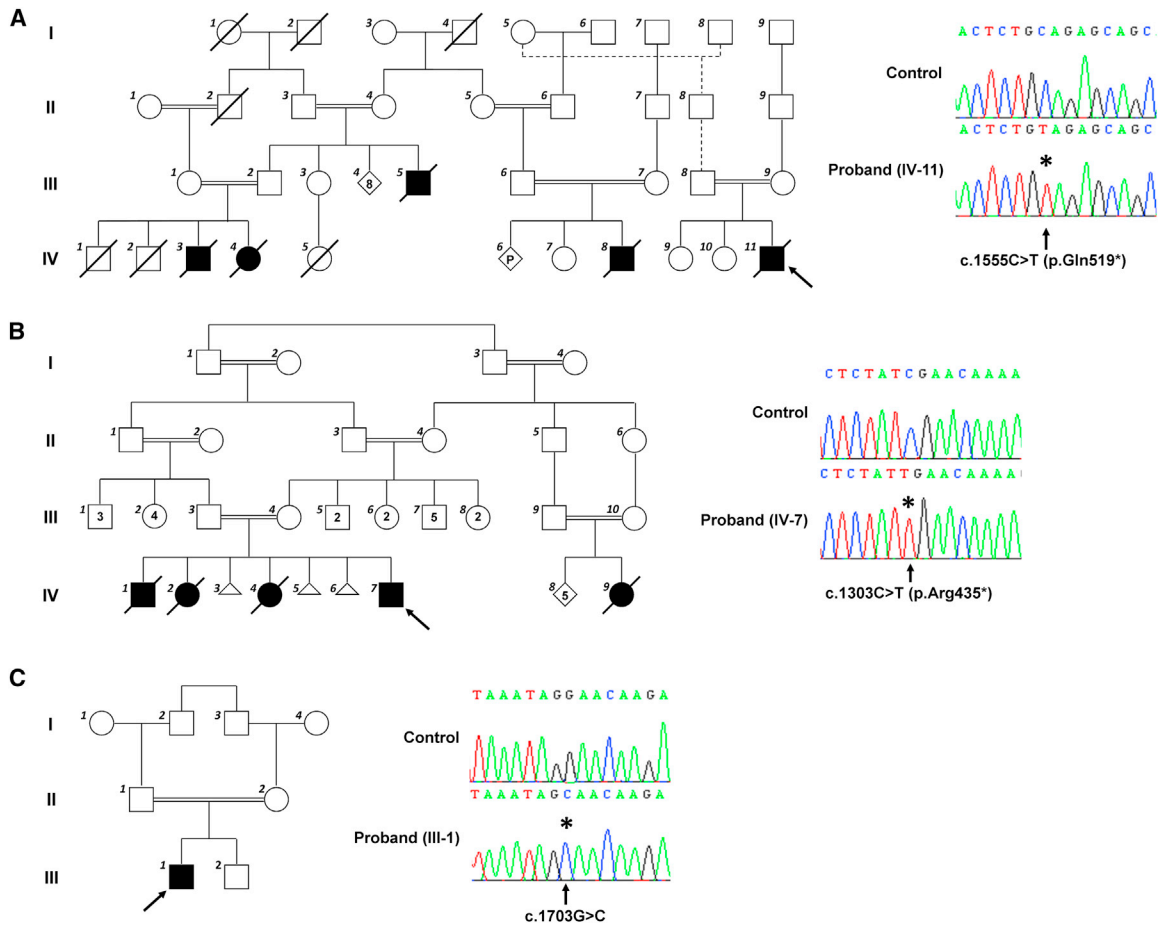 A
I
1 2 3 4 5 6 7 8 9
II
1 2 3 4 5 6 7 8 9
III
1 2 3 4 8 5 6 7 8 9
IV
1 2 3 4 5 6 P 7 8 9 10 11
ACTCTGCAGAGCAGC
Control
ACTCTGTAGAGCAGC
Proband (IV-11)
*
c.1555C>T (p.Gln519*)
B
I
1 2 3 4
II
1 2 3 4 5 6
III
1 3 2 4 3 4 5 2 6 2 7 5 8 2 9 10
IV
1 2 3 4 5 6 7 8 5 9
CTCTATCGAACAAAA
Control
CTCTATTGAACAAAA
Proband (IV-7)
*
c.1303C>T (p.Arg435*)
C
I
1 2 3 4
II
1 2
III
1 2
TAAATAGGAACAAGA
Control
TAAATAGCAACAAGA
Proband (III-1)
*
c.1703G>C